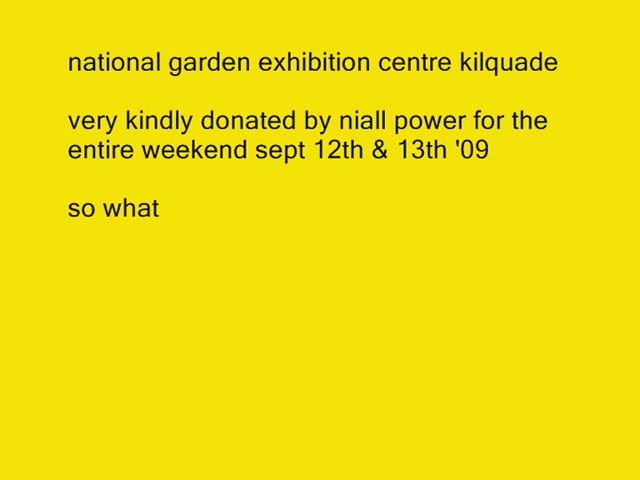 national garden exhibition centre kilquade
very kindly donated by niall power for the
entire weekend sept 12th & 13th '09
so what